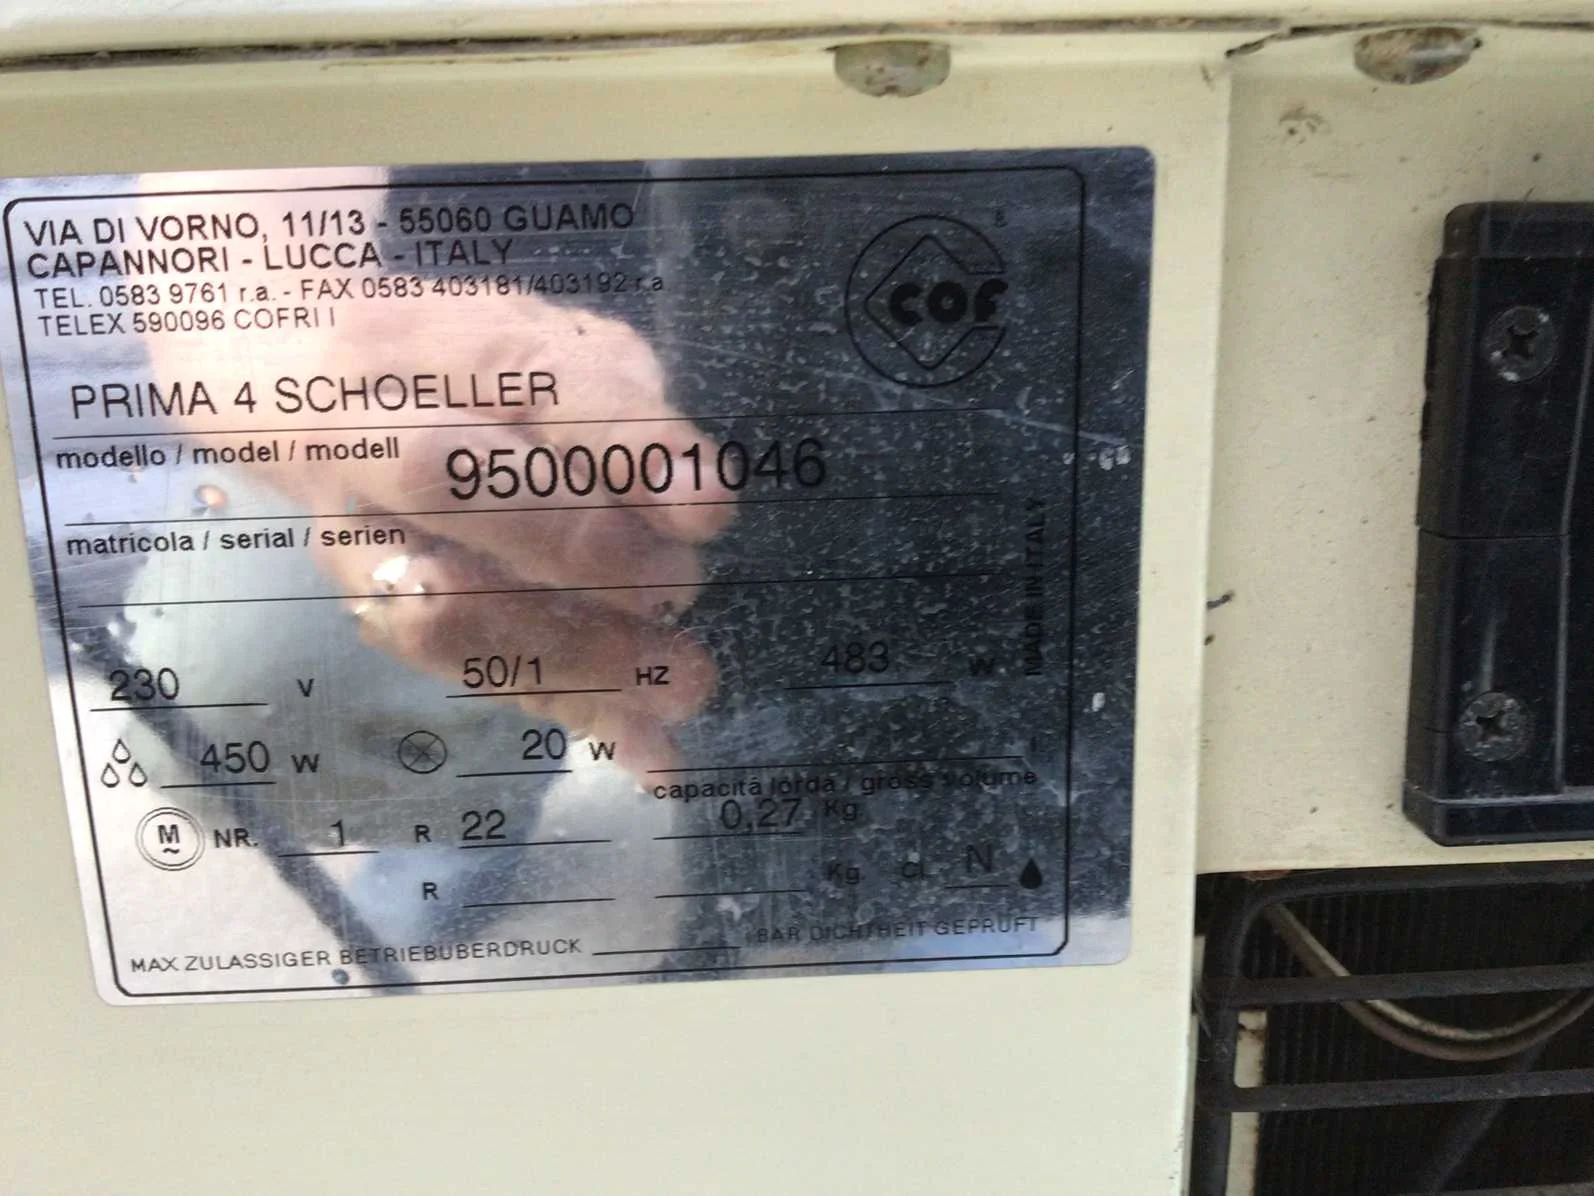 VIA DI VORNO, 11/13 - 55060 GUAMO
CAPANNORI - LUCCA - ITALY
TEL. 0583 9761 r.a. - FAX 0583 403181/403192 r.a
TELEX 590096 COFRI I
COF
PRIMA 4 SCHOELLER
modello / model / modell 9500001046
matricola / serial / serien
MADE IN ITALY
230 V 50/1 HZ 483 W
450 W 20 W
capacità lorda / gross volume
M NR. 1 R 22 0,27 Kg
R Kg. CL N
MAX ZULASSIGER BETRIEBUBERDRUCK BAR DICHTHEIT GEPRUFT